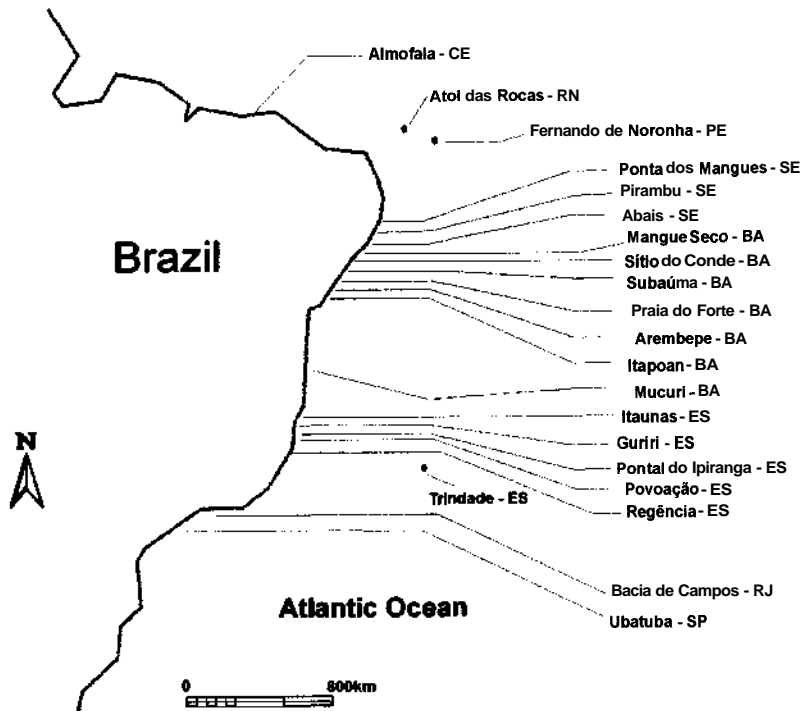 Almofala - CE
Atol das Rocas - RN
Fernando de Noronha - PE
Ponta dos Mangues - SE
Pirambu - SE
Abais - SE
Mangue Seco - BA
Sítio do Conde - BA
Subaúma - BA
Praia do Forte - BA
Arembepe - BA
Itapoan - BA
Mucuri - BA
Itaunas - ES
Guriri - ES
Pontal do Ipiranga - ES
Povoação - ES
Regência - ES
Trindade - ES
Bacia de Campos - RJ
Ubatuba - SP
Brazil
N
Atlantic Ocean
0 800km